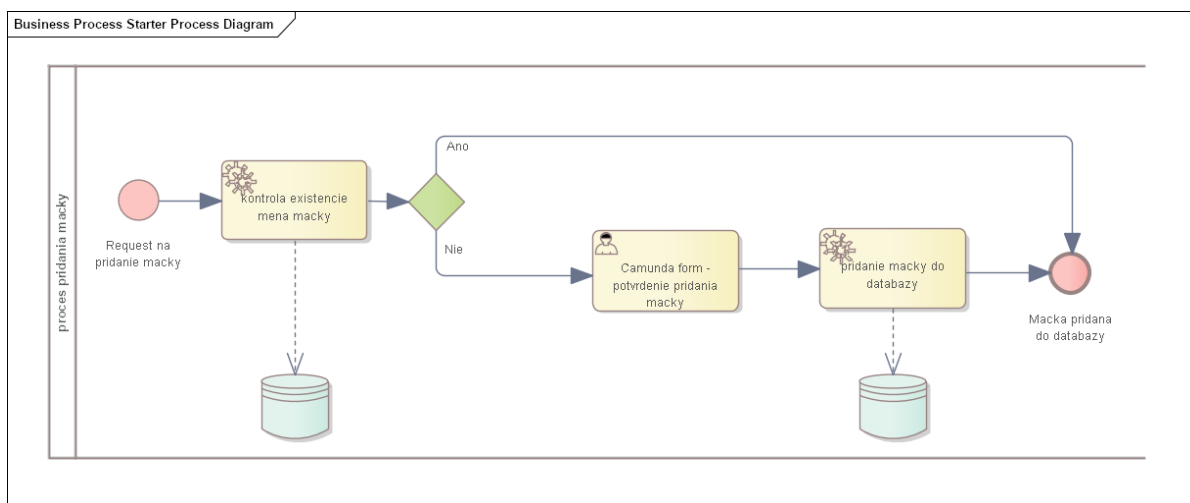 Business Process Starter Process Diagram
proces pridania macky
Request na
pridanie macky
kontrola existencie
mena macky
Ano
Nie
Camunda form -
potvrdenie pridania
macky
pridanie macky do
databazy
Macka pridana
do databazy